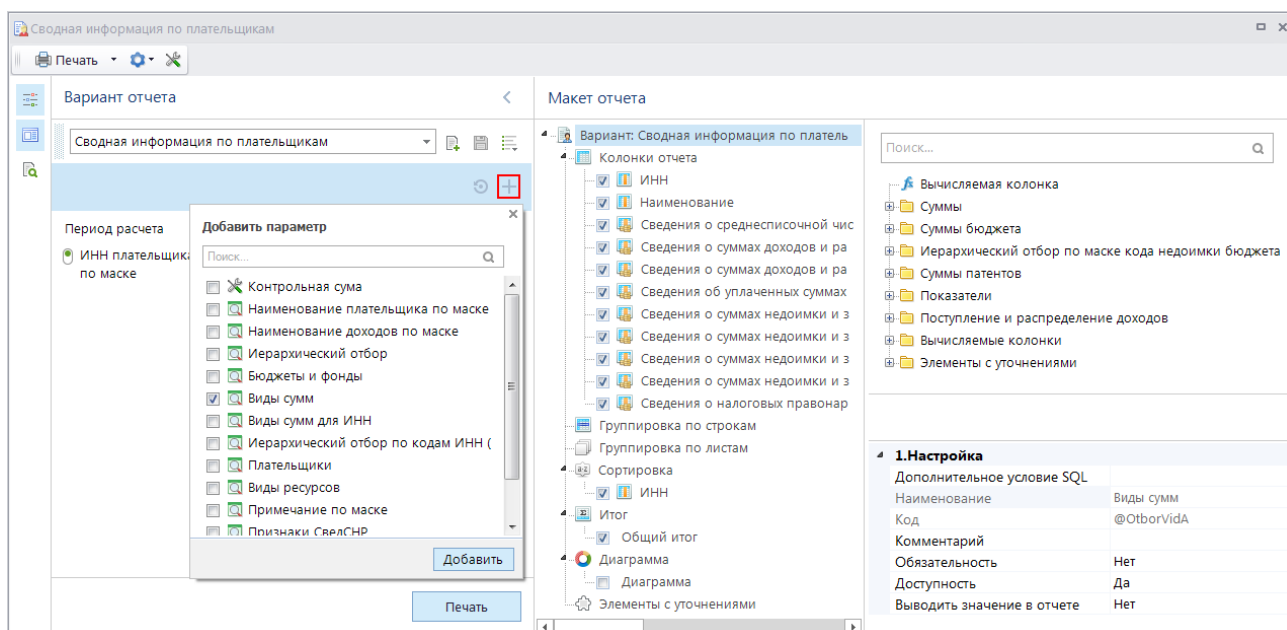 Сводная информация по плательщикам
Печать
Вариант отчета
Сводная информация по плательщикам
Период расчета
ИНН плательщика
по маске
Добавить параметр
Поиск...
Контрольная сума
Наименование плательщика по маске
Наименование доходов по маске
Иерархический отбор
Бюджеты и фонды
Виды сумм
Виды сумм для ИНН
Иерархический отбор по кодам ИНН (
Плательщики
Виды ресурсов
Примечание по маске
Признаки СведСНР
Добавить
Печать
Макет отчета
Вариант: Сводная информация по платель
Колонки отчета
ИНН
Наименование
Сведения о среднесписочной чис
Сведения о суммах доходов и ра
Сведения о суммах доходов и ра
Сведения об уплаченных суммах
Сведения о суммах недоимки и з
Сведения о суммах недоимки и з
Сведения о суммах недоимки и з
Сведения о суммах недоимки и з
Сведения о налоговых правонар
Группировка по строкам
Группировка по листам
Сортировка
ИНН
Итог
Общий итог
Диаграмма
Диаграмма
Элементы с уточнениями
Поиск...
Вычисляемая колонка
Суммы
Суммы бюджета
Иерархический отбор по маске кода недоимки бюджета
Суммы патентов
Показатели
Поступление и распределение доходов
Вычисляемые колонки
Элементы с уточнениями
1.Настройка
Дополнительное условие SQL
Наименование Виды сумм
Код @OtborVidA
Комментарий
Обязательность Нет
Доступность Да
Выводить значение в отчете Нет